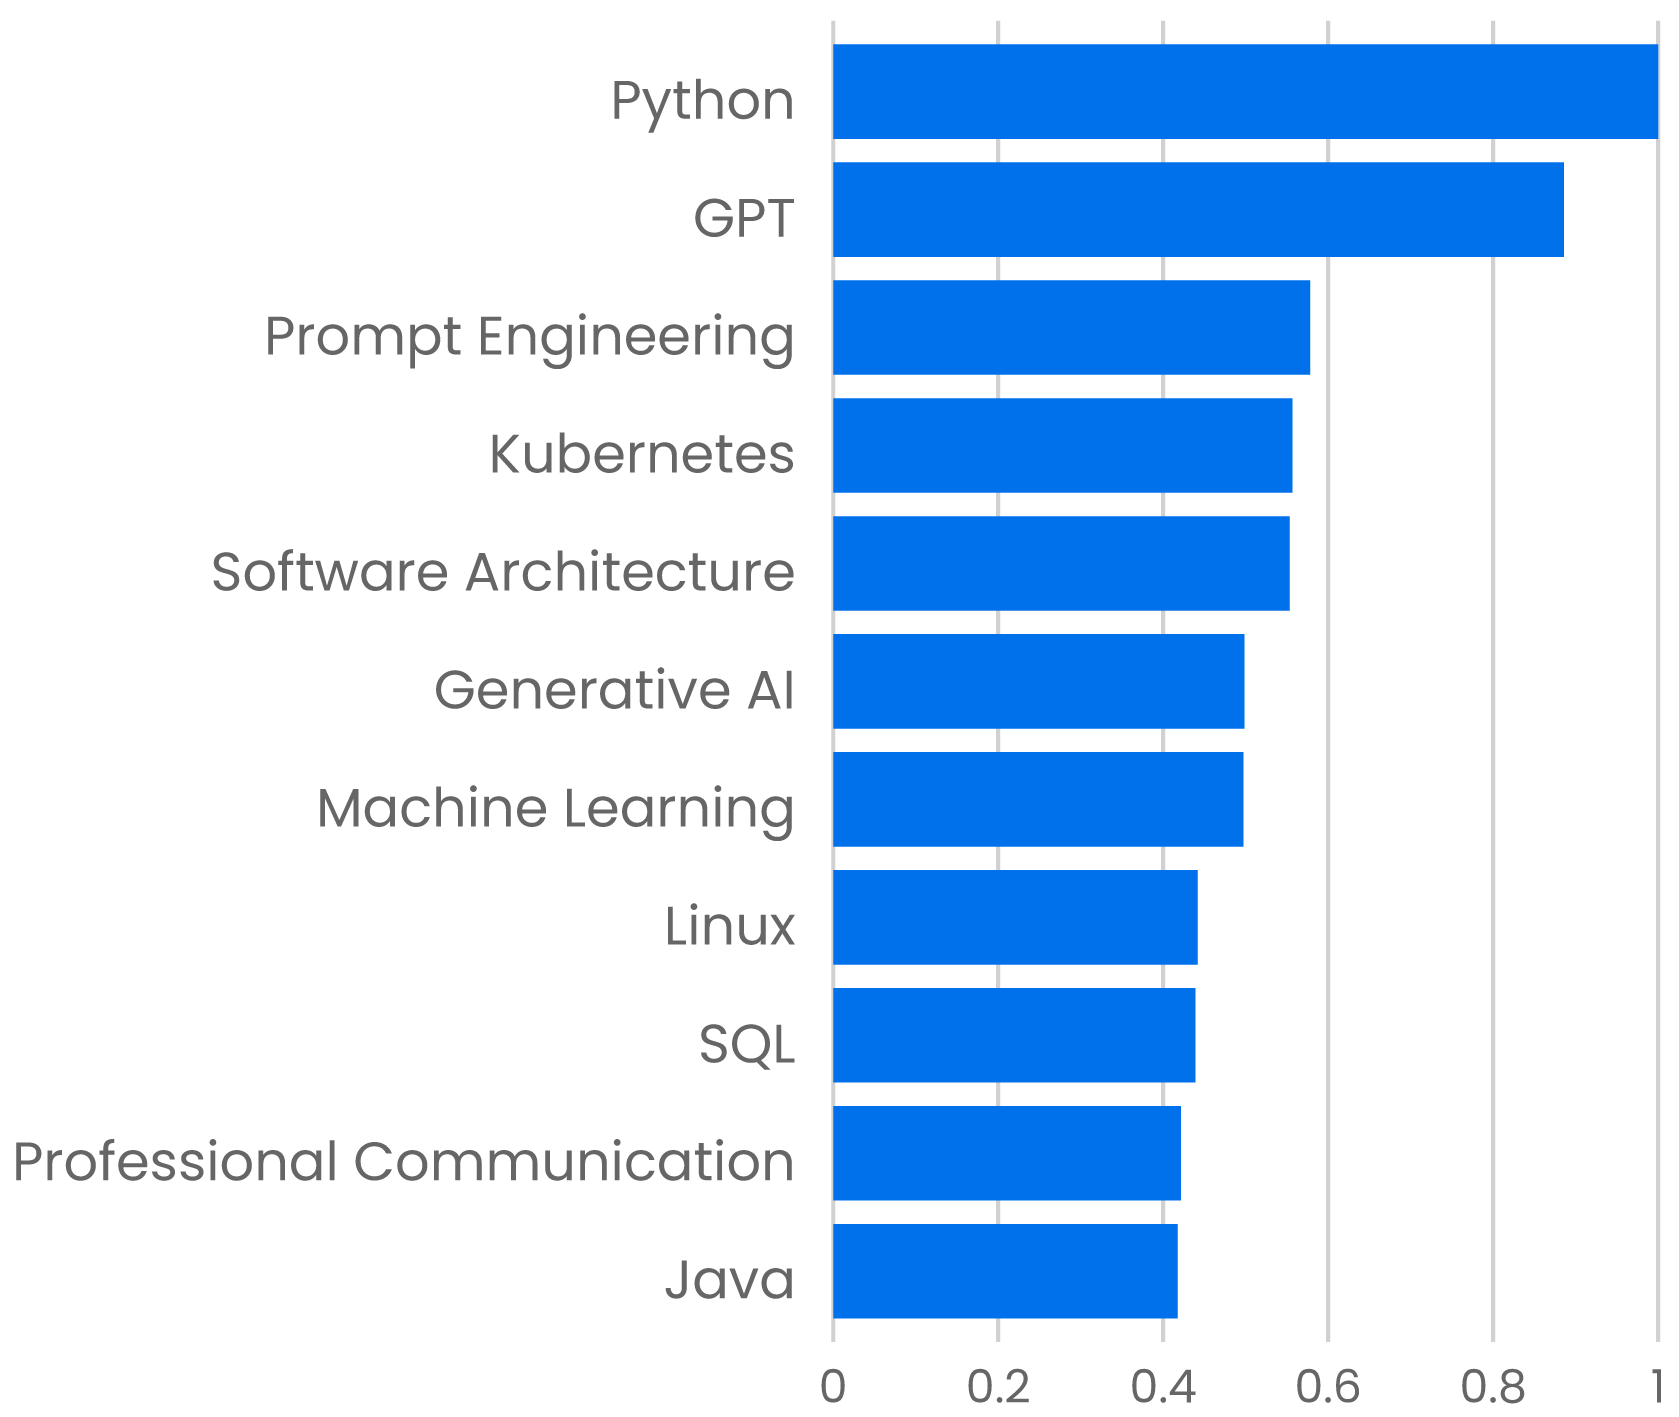 Python
GPT
Prompt Engineering
Kubernetes
Software Architecture
Generative AI
Machine Learning
Linux
SQL
Professional Communication
Java
0 0.2 0.4 0.6 0.8 1